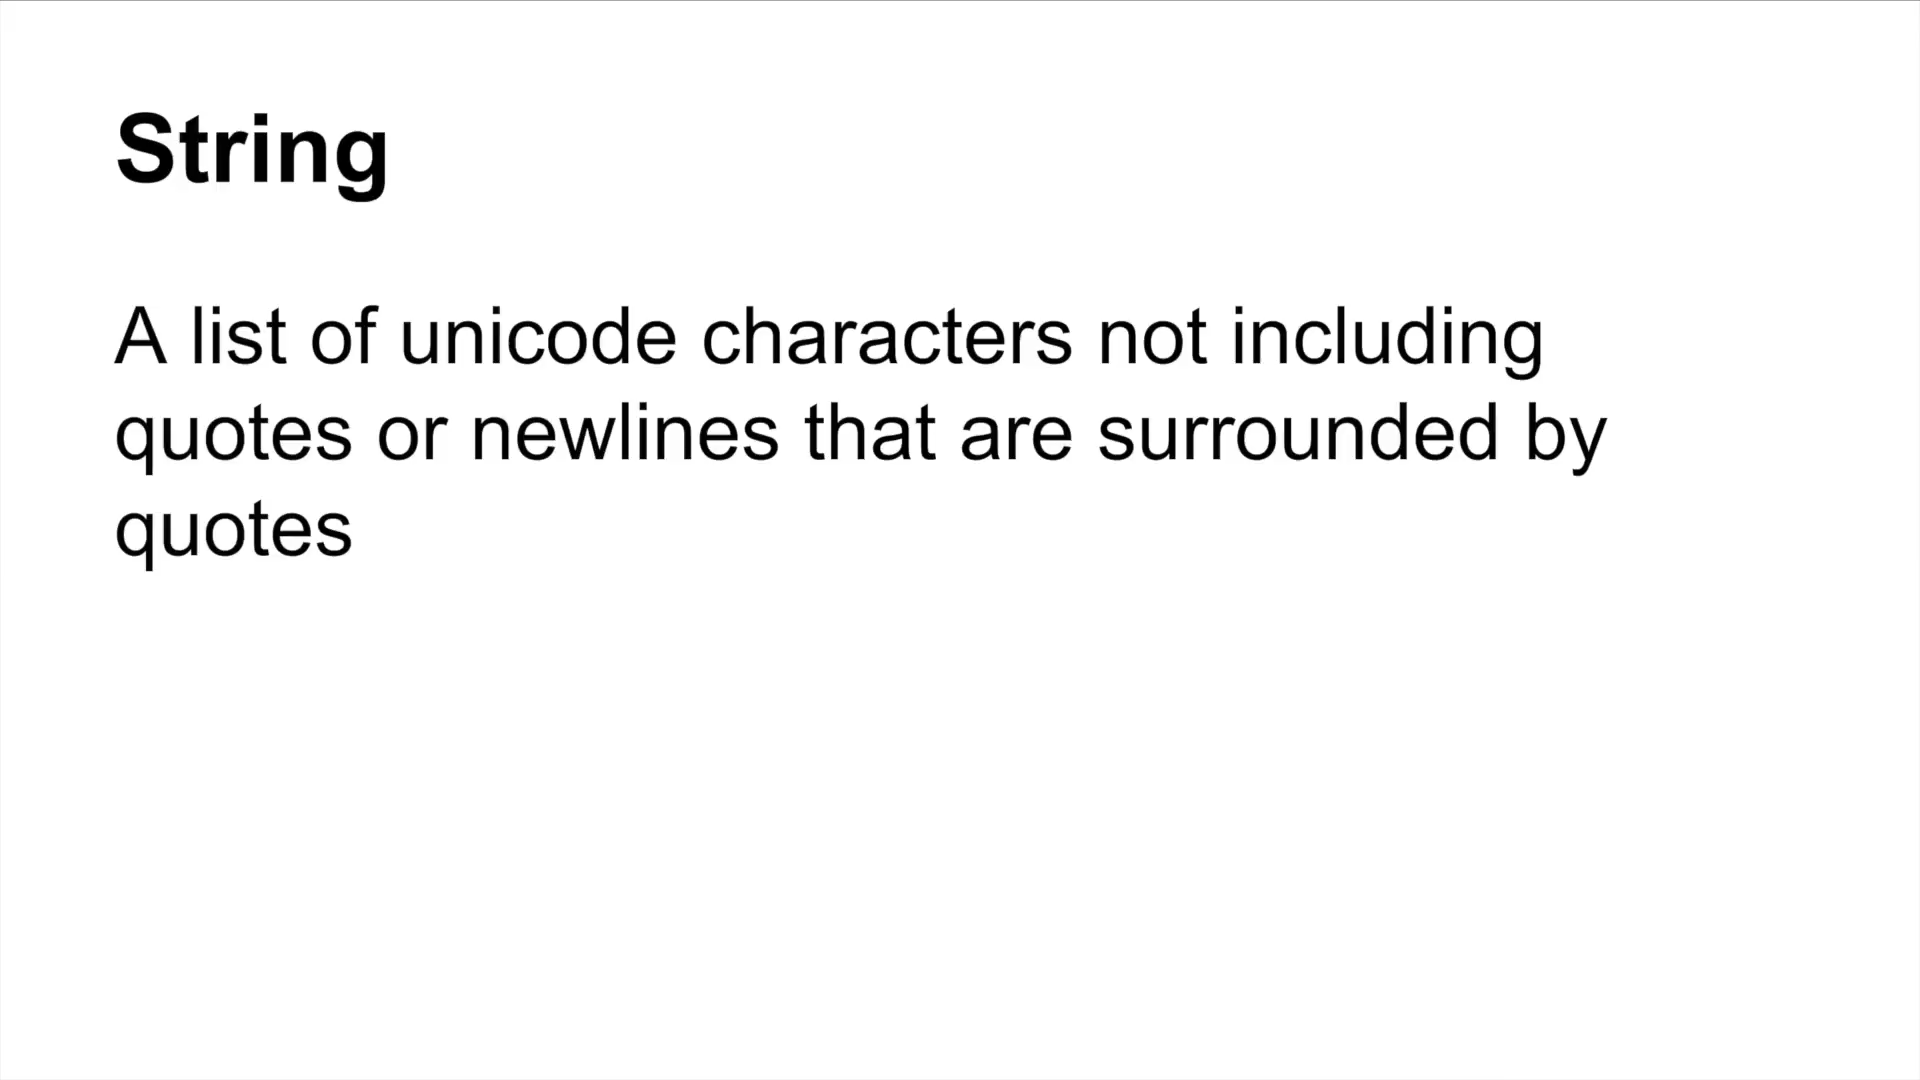 String
A list of unicode characters not including
quotes or newlines that are surrounded by
quotes